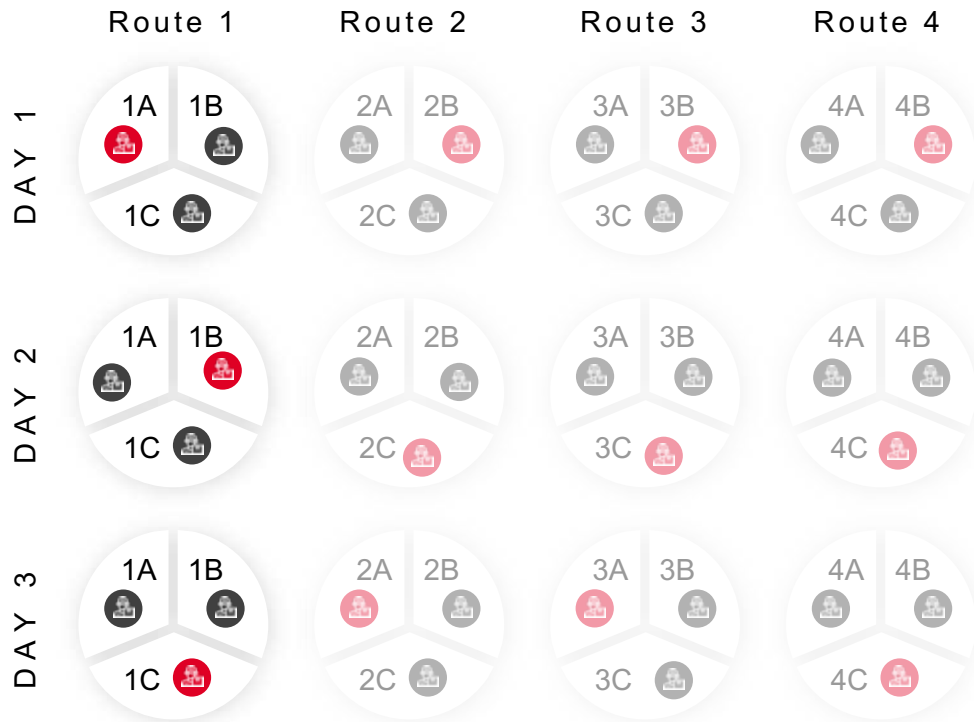 Route 1 Route 2 Route 3 Route 4
DAY 1
1A 1B 2A 2B 3A 3B 4A 4B
1C 2C 3C 4C
DAY 2
1A 1B 2A 2B 3A 3B 4A 4B
1C 2C 3C 4C
DAY 3
1A 1B 2A 2B 3A 3B 4A 4B
1C 2C 3C 4C